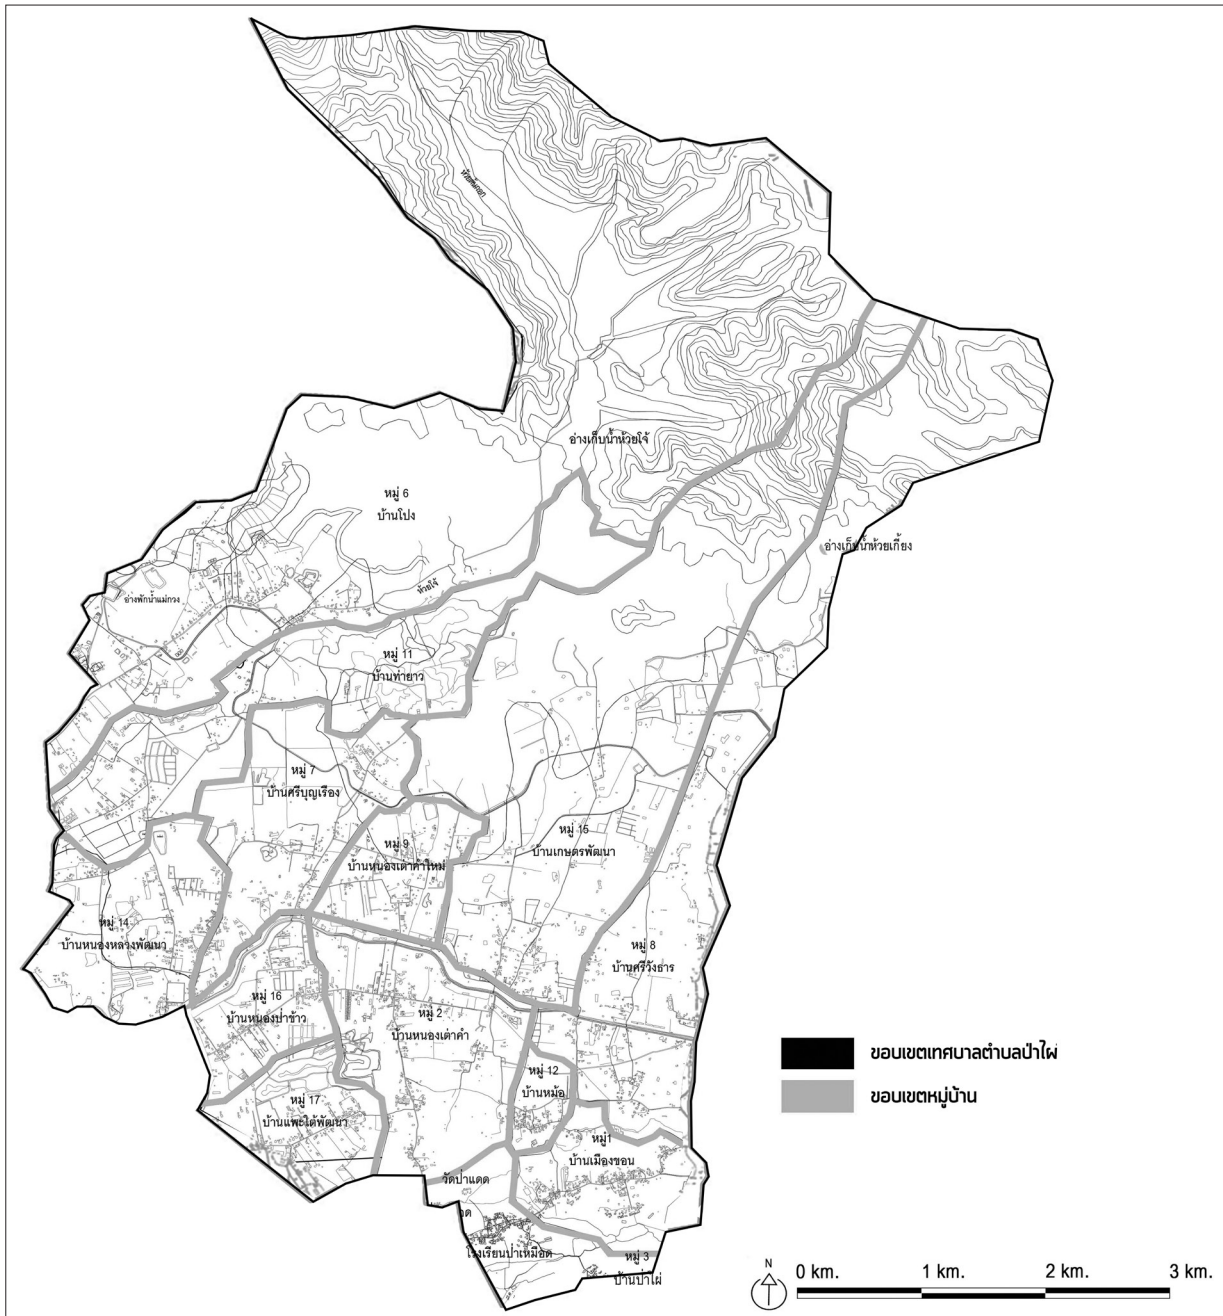 อ่างเก็บน้ำห้วยโจ้
หมู่ 6
บ้านโปง
อ่างเก็บน้ำห้วยเกี๋ยง
ห้วยโจ้
อ่างพักน้ำแม่กวง
หมู่ 11
บ้านท่ายาว
หมู่ 7
บ้านศรีบุญเรือง
หมู่ 15
บ้านเกษตรพัฒนา
หมู่ 9
บ้านหนองเต่าคำใหม่
หมู่ 14
บ้านหนองหลวงพัฒนา
หมู่ 8
บ้านศรีวังธาร
หมู่ 16
บ้านหนองป่าข้าว
หมู่ 2
บ้านหนองเต่าคำ
ขอบเขตเทศบาลตำบลป่าไผ่
หมู่ 12
บ้านหม้อ
ขอบเขตหมู่บ้าน
หมู่ 17
บ้านแพะใต้พัฒนา
หมู่1
บ้านเมืองขอน
วัดป่าแดด
โรงเรียนป่าเหมือด
หมู่ 3
บ้านป่าไผ่
N
0 km.
1 km.
2 km.
3 km.